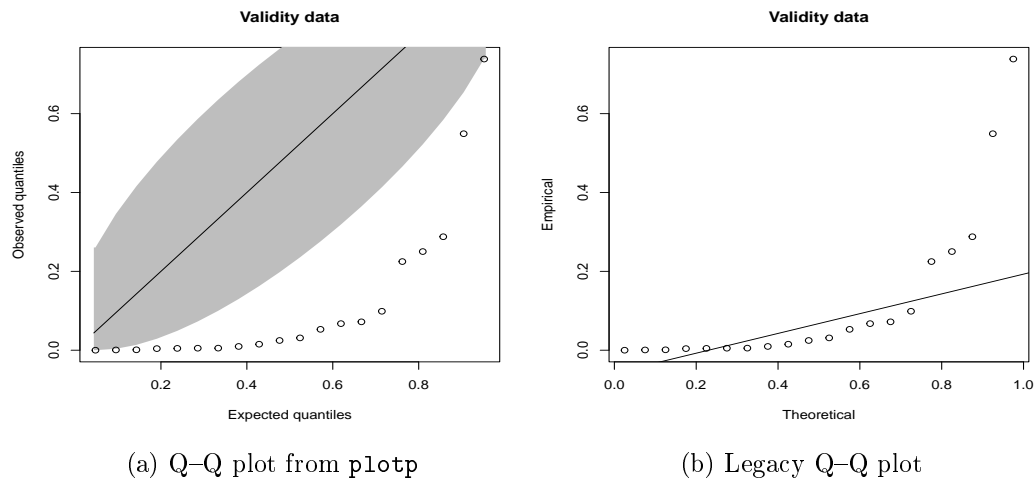 Validity data
Observed quantiles
0.0
0.2
0.4
0.6
0.2
0.4
0.6
0.8
Expected quantiles
(a) Q–Q plot from plotp
Validity data
Empirical
0.0
0.2
0.4
0.6
0.0
0.2
0.4
0.6
0.8
1.0
Theoretical
(b) Legacy Q–Q plot